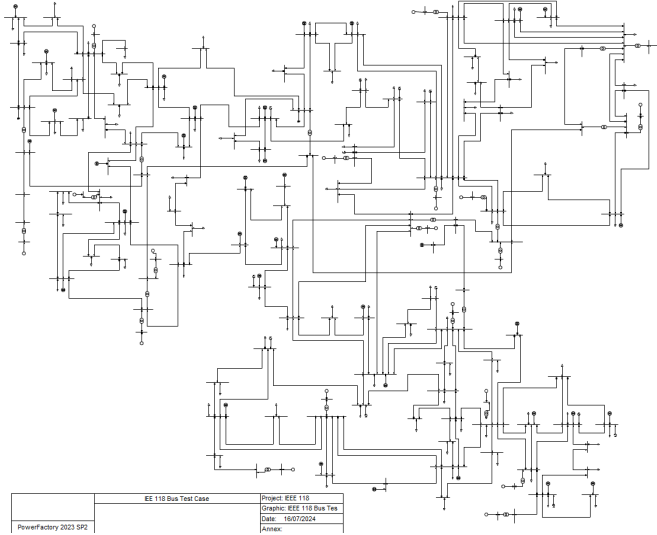 IEE 118 Bus Test Case
Project: IEEE 118
Graphic: IEEE 118 Bus Tes
Date: 16/07/2024
PowerFactory 2023 SP2
Annex: